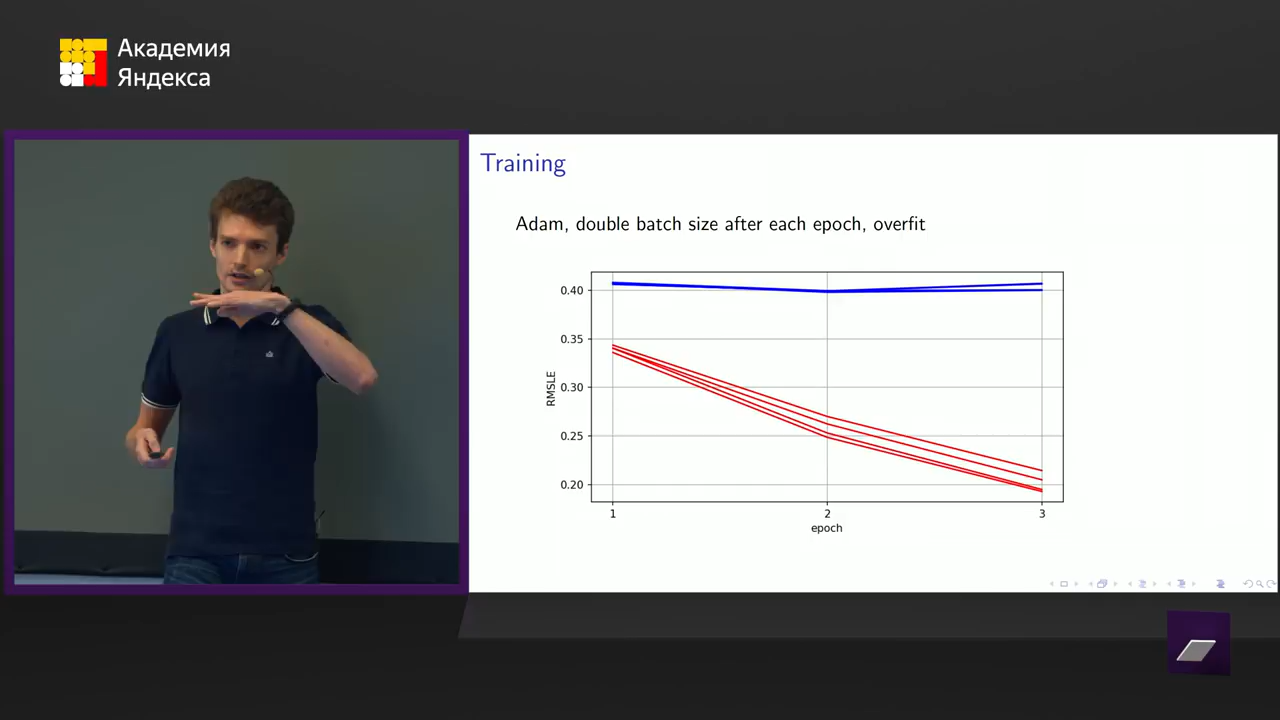 Академия
Яндекса
Training
Adam, double batch size after each epoch, overfit
0.40
0.35
0.30
0.25
0.20
RMSLE
1
2
3
epoch